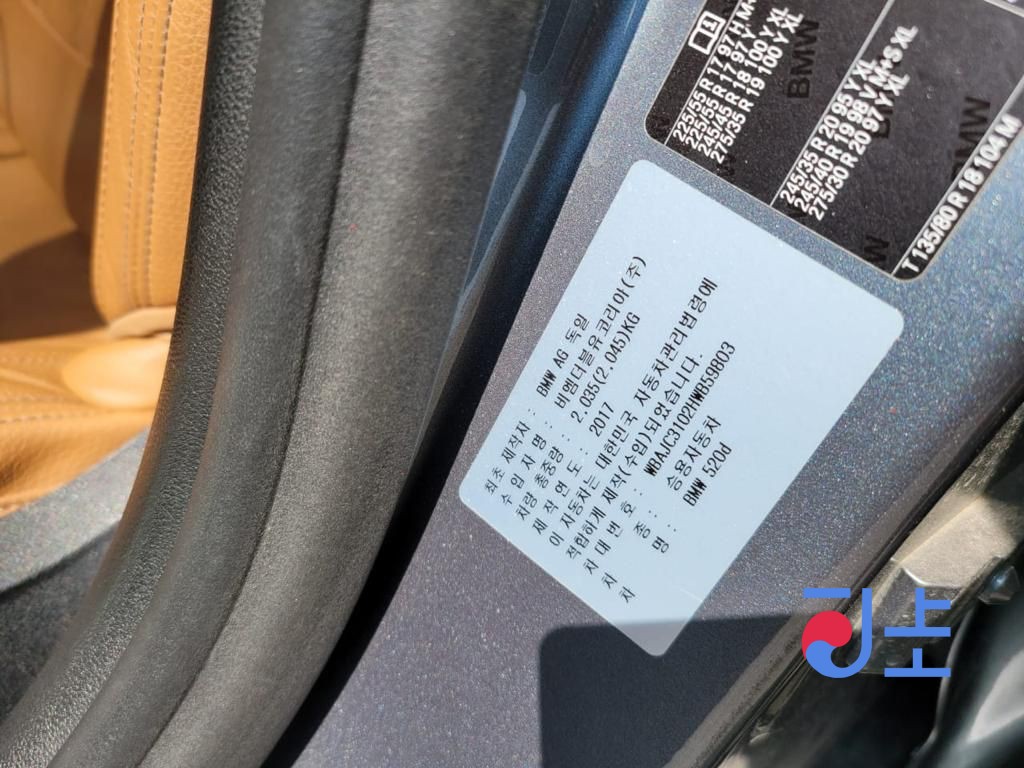 225/55 R 17 97 H M+
225/55 R 17 97 Y
245/45 R 18 100 Y XL
275/35 R 19 100 Y XL
245/35 R 20 95 Y XL
245/40 R 19 98 V M+S XL
275/30 R 20 97 Y XL
T 135/80 R 18 104 M
BMW
BMW
BMW
최초 제작자 : BMW AG 독일
수 입 자 명 : 비엠더블유코리아(주)
차량 총중량 : 2.035(2.045)KG
제 작 연 도 : 2017
이 자동차는 대한민국 자동차관리법령에
적합하게 제작(수입)되었습니다.
차 대 번 호 : WBAJC3102HWB59803
차 종 : 승용자동차
차 명 : BMW 520d